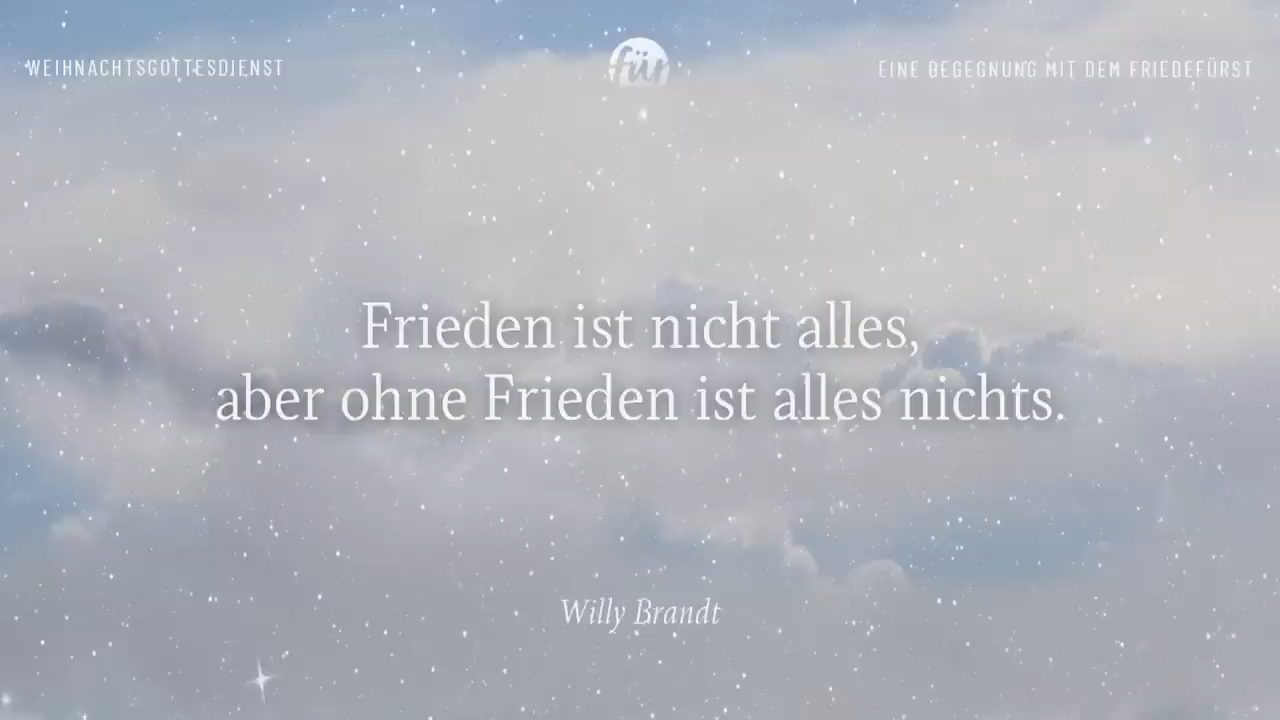 WEIHNACHTSGOTTESDIENST
für
EINE BEGEGNUNG MIT DEM FRIEDEFÜRST
Frieden ist nicht alles,
aber ohne Frieden ist alles nichts.
Willy Brandt